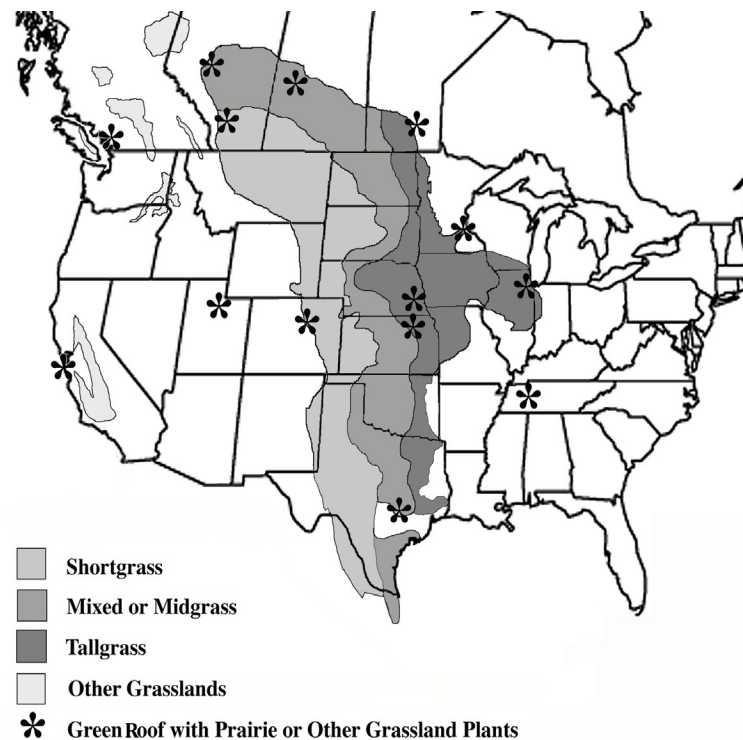 Shortgrass
Mixed or Midgrass
Tallgrass
Other Grasslands
Green Roof with Prairie or Other Grassland Plants